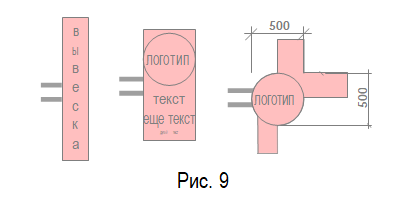 в
ы
в
е
с
к
а
ЛОГОТИП
текст
еще текст
500
ЛОГОТИП
500
Рис. 9